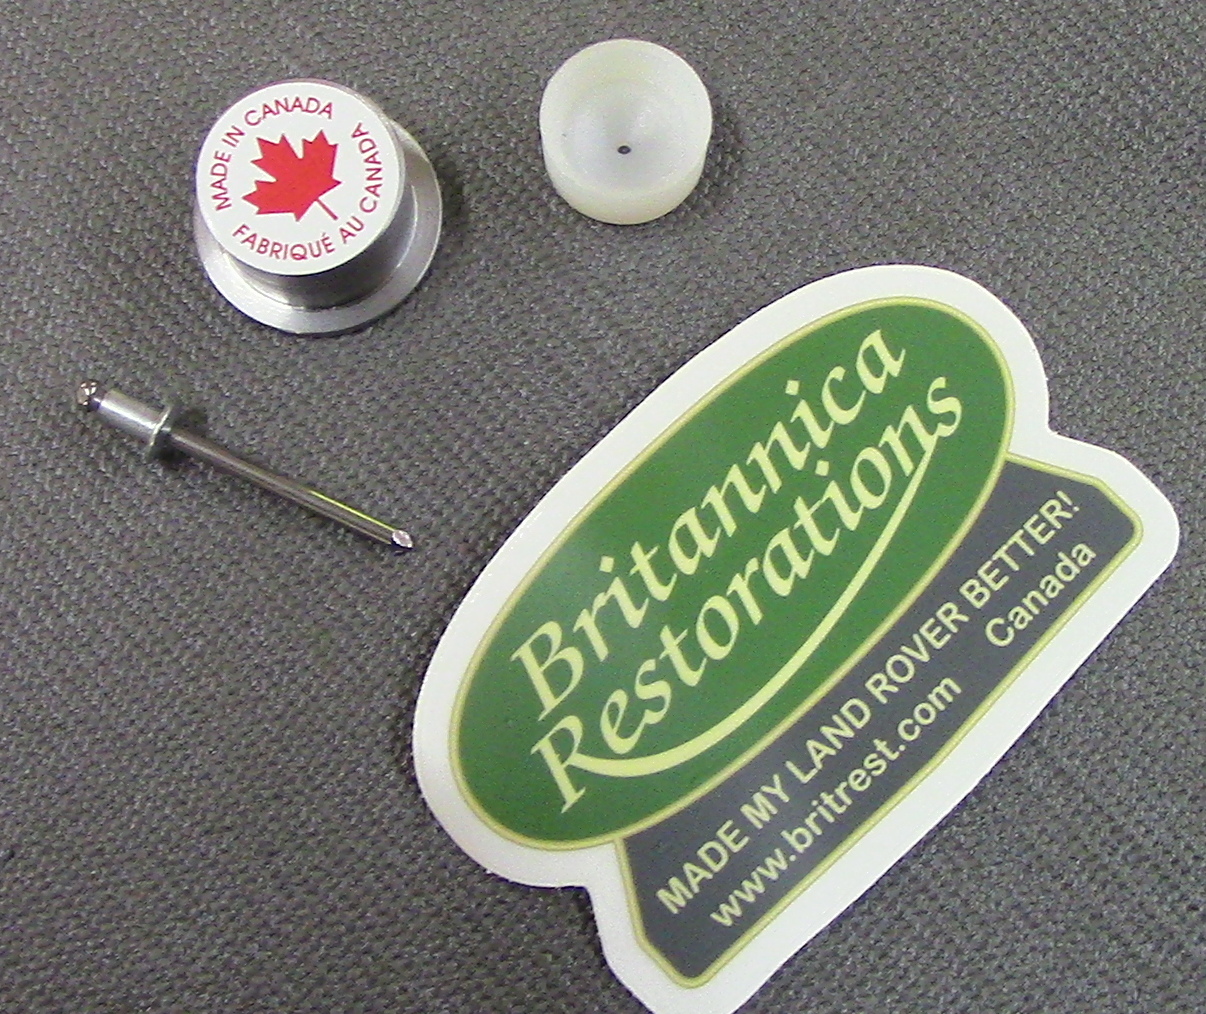 MADE IN CANADA
FABRIQUÉ AU CANADA
Britannica
Restorations
MADE MY LAND ROVER BETTER!
www.britrest.com Canada